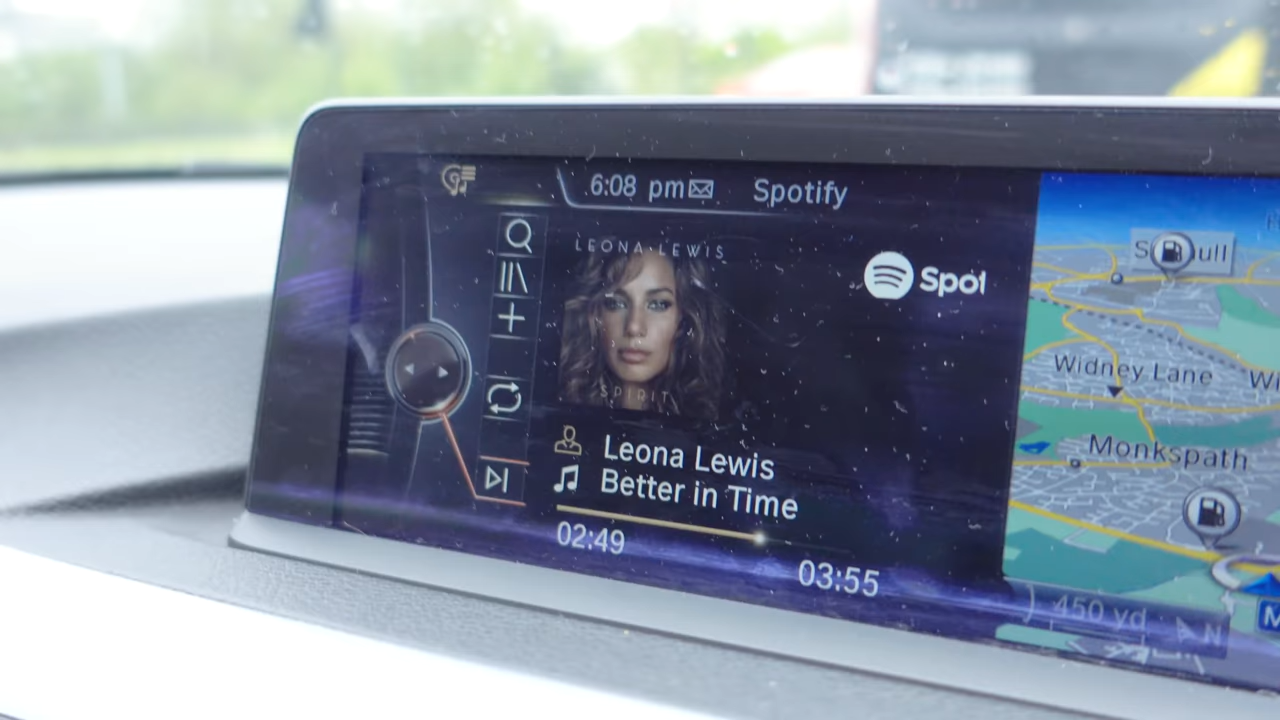 6:08 pm
Spotify
LEONA LEWIS
SPIRIT
Spot
Leona Lewis
Better in Time
02:49
03:55
Widney Lane
Monkspath
450 yd
N
M